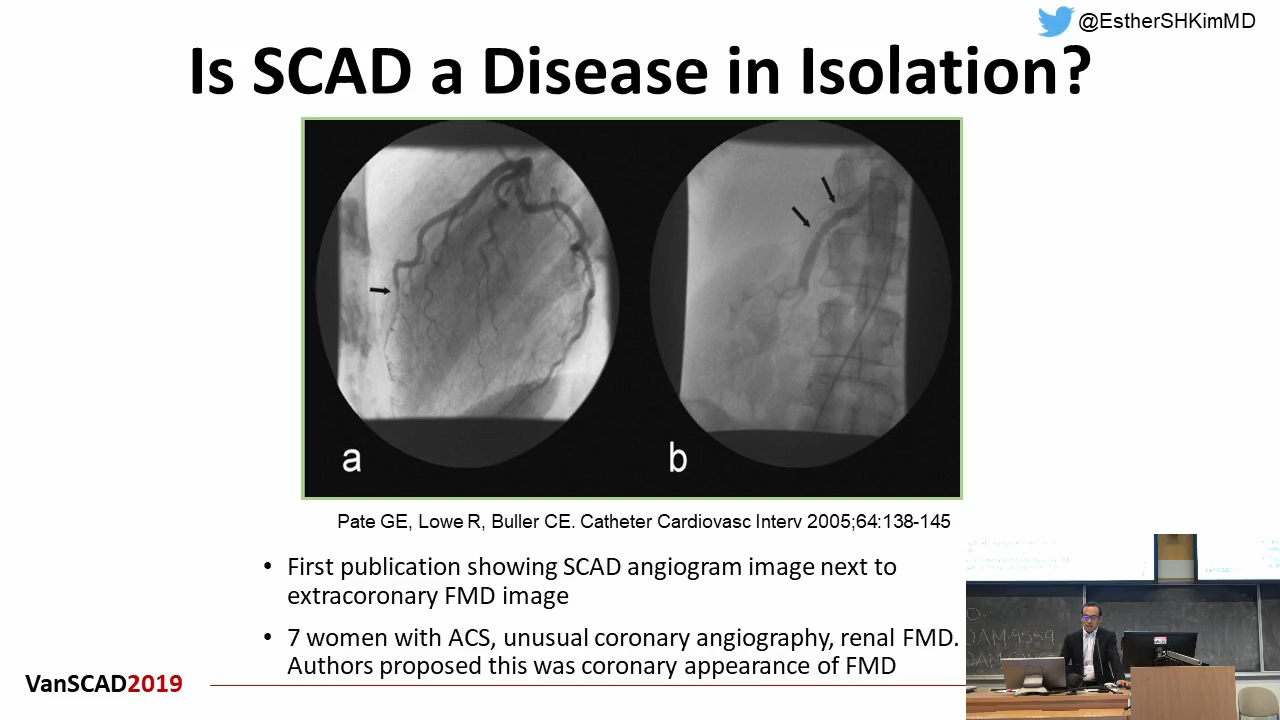 @EstherSHKimMD
Is SCAD a Disease in Isolation?
a
b
Pate GE, Lowe R, Buller CE. Catheter Cardiovasc Interv 2005;64:138-145
• First publication showing SCAD angiogram image next to
extracoronary FMD image
• 7 women with ACS, unusual coronary angiography, renal FMD.
Authors proposed this was coronary appearance of FMD
VanSCAD2019